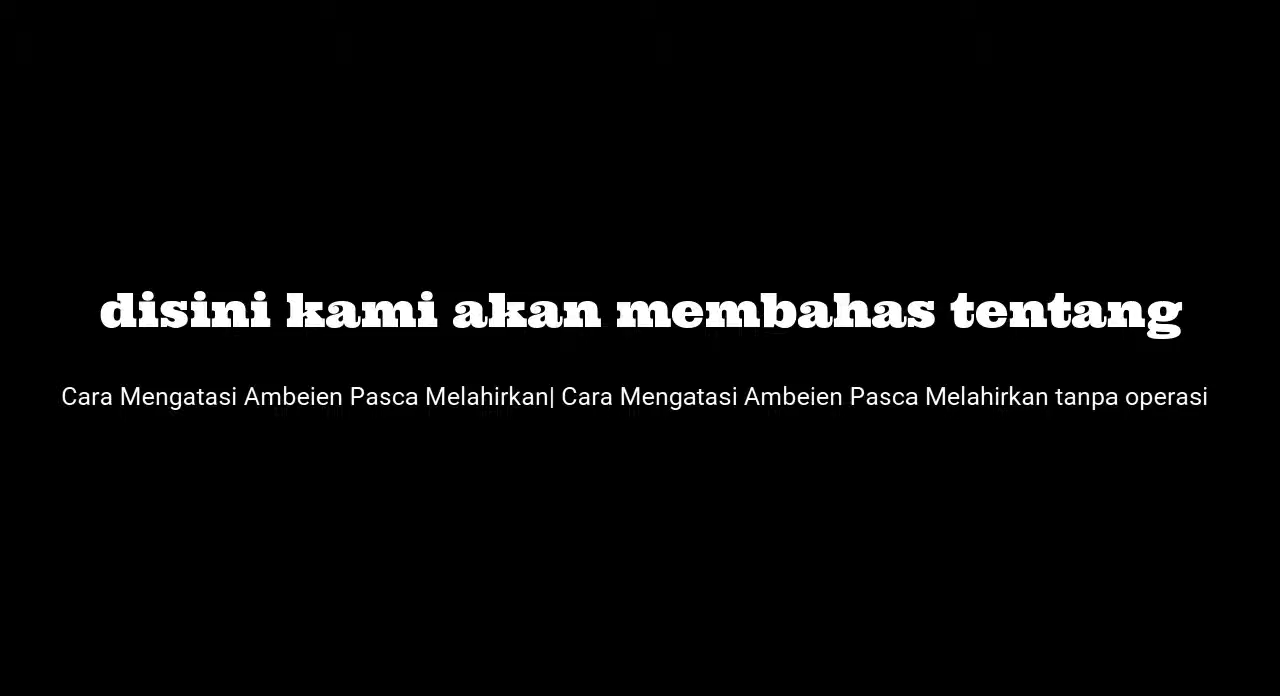 disini kami akan membahas tentang
Cara Mengatasi Ambeien Pasca Melahirkan| Cara Mengatasi Ambeien Pasca Melahirkan tanpa operasi